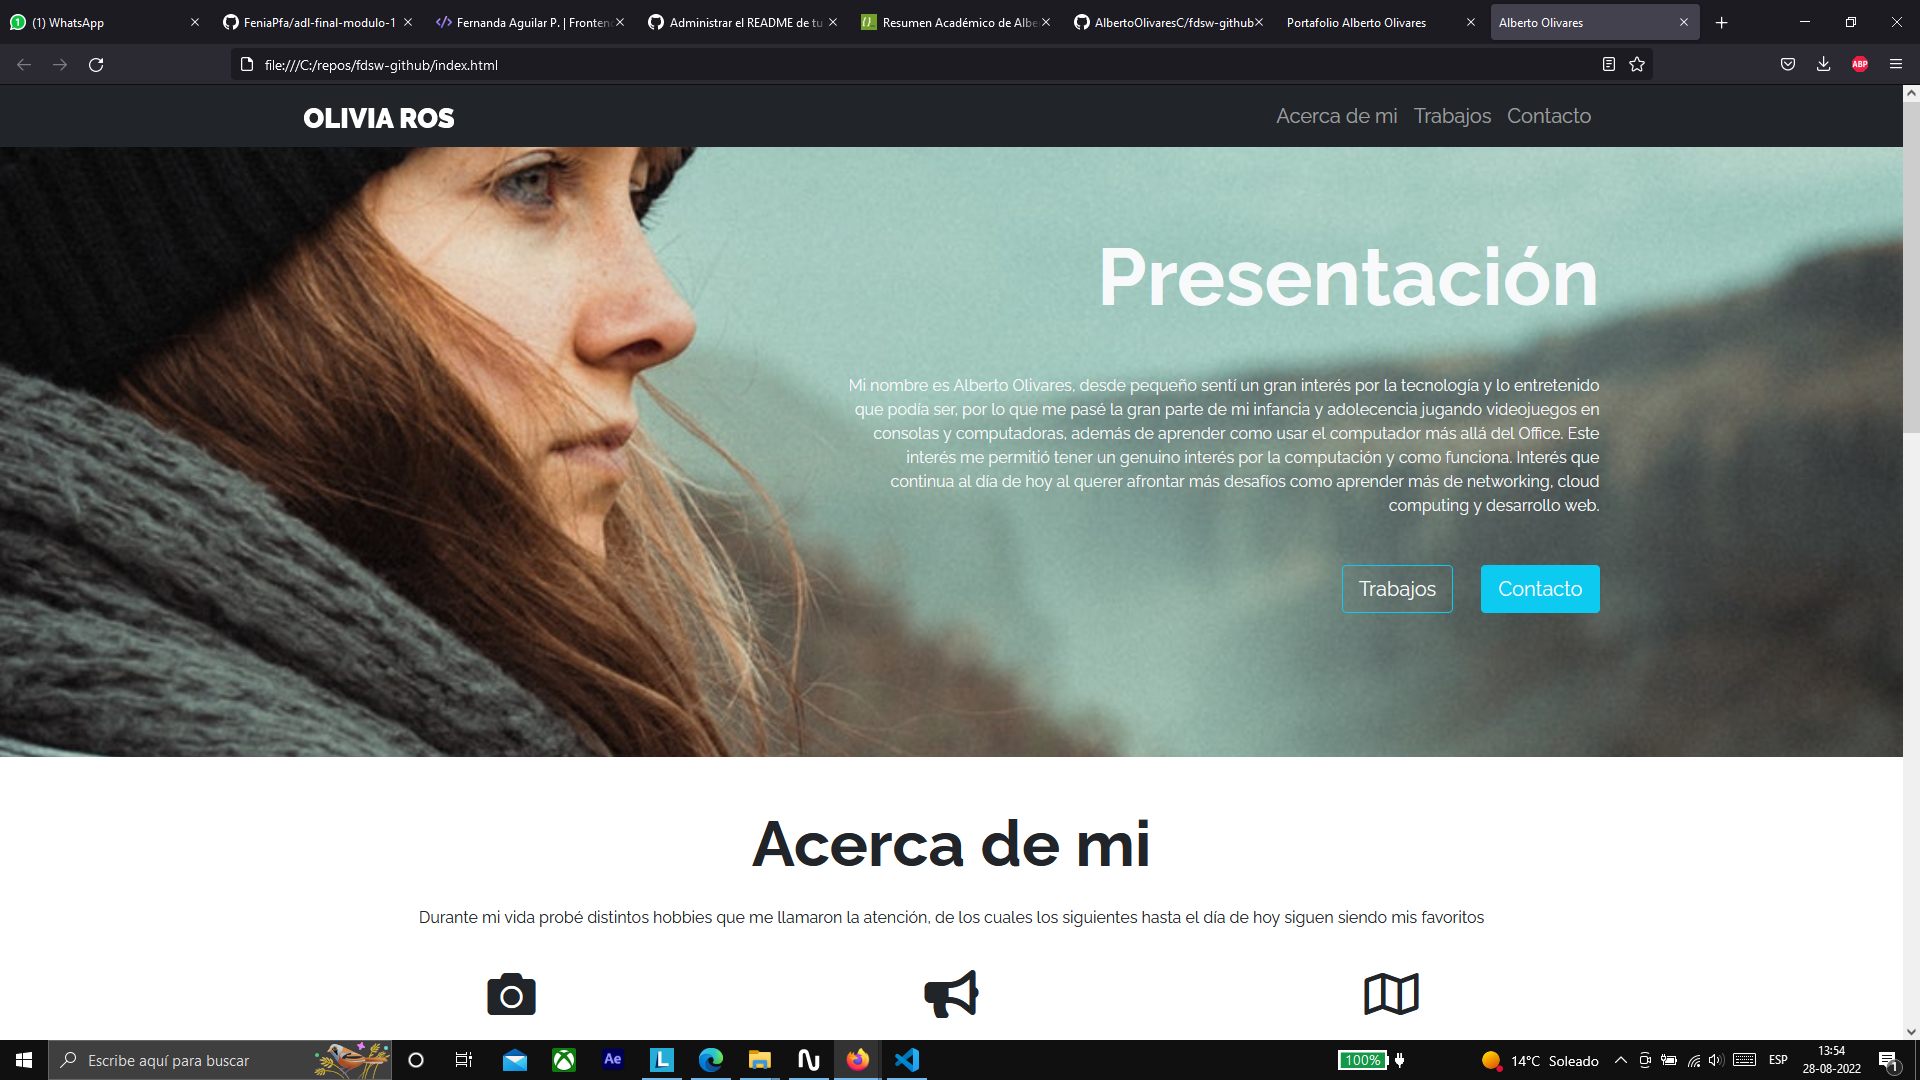 (1) WhatsApp
FeniaPfa/adl-final-modulo-1
Fernanda Aguilar P. | Fronten
Administrar el README de tu
Resumen Académico de Albe
AlbertoOlivaresC/fdsw-github
Portafolio Alberto Olivares
Alberto Olivares
file:///C:/repos/fdsw-github/index.html
ABP
OLIVIA ROS
Acerca de mi Trabajos Contacto
Presentación
Mi nombre es Alberto Olivares, desde pequeño sentí un gran interés por la tecnología y lo entretenido
que podía ser, por lo que me pasé la gran parte de mi infancia y adolecencia jugando videojuegos en
consolas y computadoras, además de aprender como usar el computador más allá del Office. Este
interés me permitió tener un genuino interés por la computación y como funciona. Interés que
continua al día de hoy al querer afrontar más desafíos como aprender más de networking, cloud
computing y desarrollo web.
Trabajos Contacto
Acerca de mi
Durante mi vida probé distintos hobbies que me llamaron la atención, de los cuales los siguientes hasta el día de hoy siguen siendo mis favoritos
Escribe aquí para buscar
Ae
L
100%
14°C Soleado
ESP
13:54
28-08-2022
1